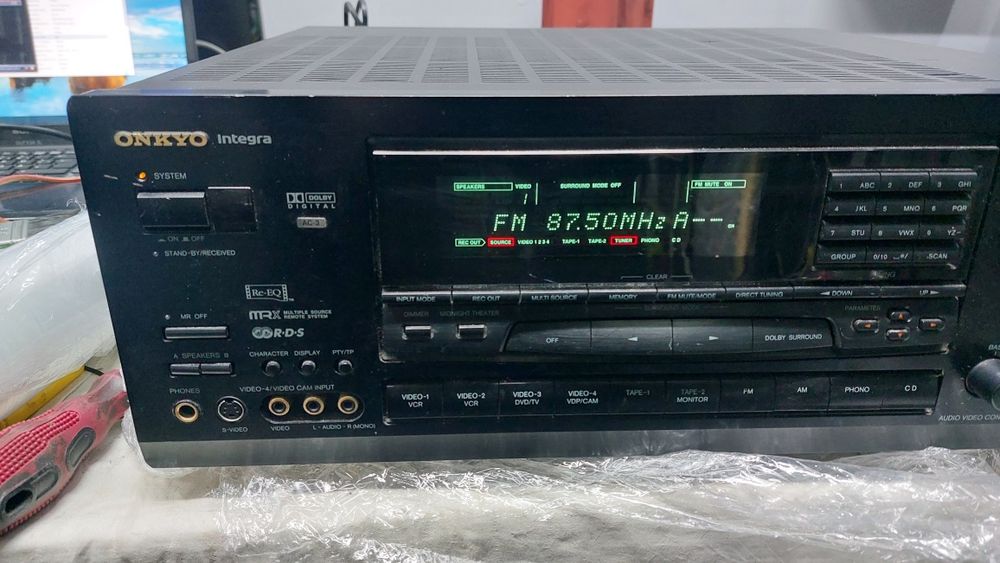 ONKYO Integra
SYSTEM
ON OFF
STAND-BY/RECEIVED
DOLBY
DIGITAL
AC-3
Re-EQ
MRX MULTIPLE SOURCE
REMOTE SYSTEM
R·D·S
MR OFF
A SPEAKERS B
CHARACTER DISPLAY PTY/TP
PHONES
VIDEO-4/VIDEO CAM INPUT
S-VIDEO
VIDEO
L - AUDIO - R (MONO)
SPEAKERS VIDEO SURROUND MODE OFF FM MUTE ON
FM 87.50MHz A--
CH
REC OUT SOURCE VIDEO 1 2 3 4 TAPE-1 TAPE-2 TUNER PHONO CD
CLEAR
INPUT MODE REC OUT MULTI SOURCE MEMORY FM MUTE/MODE DIRECT TUNING DOWN UP
DIMMER MIDNIGHT THEATER
OFF DOLBY SURROUND
PARAMETER
1 ABC 2 DEF 3 GHI
4 JKL 5 MNO 6 PQR
7 STU 8 VWX 9 YZ-
GROUP 0/10 SCAN
VIDEO-1
VCR
VIDEO-2
VCR
VIDEO-3
DVD/TV
VIDEO-4
VDP/CAM
TAPE-1
TAPE-2
MONITOR
FM
AM
PHONO
CD
AUDIO VIDEO CON